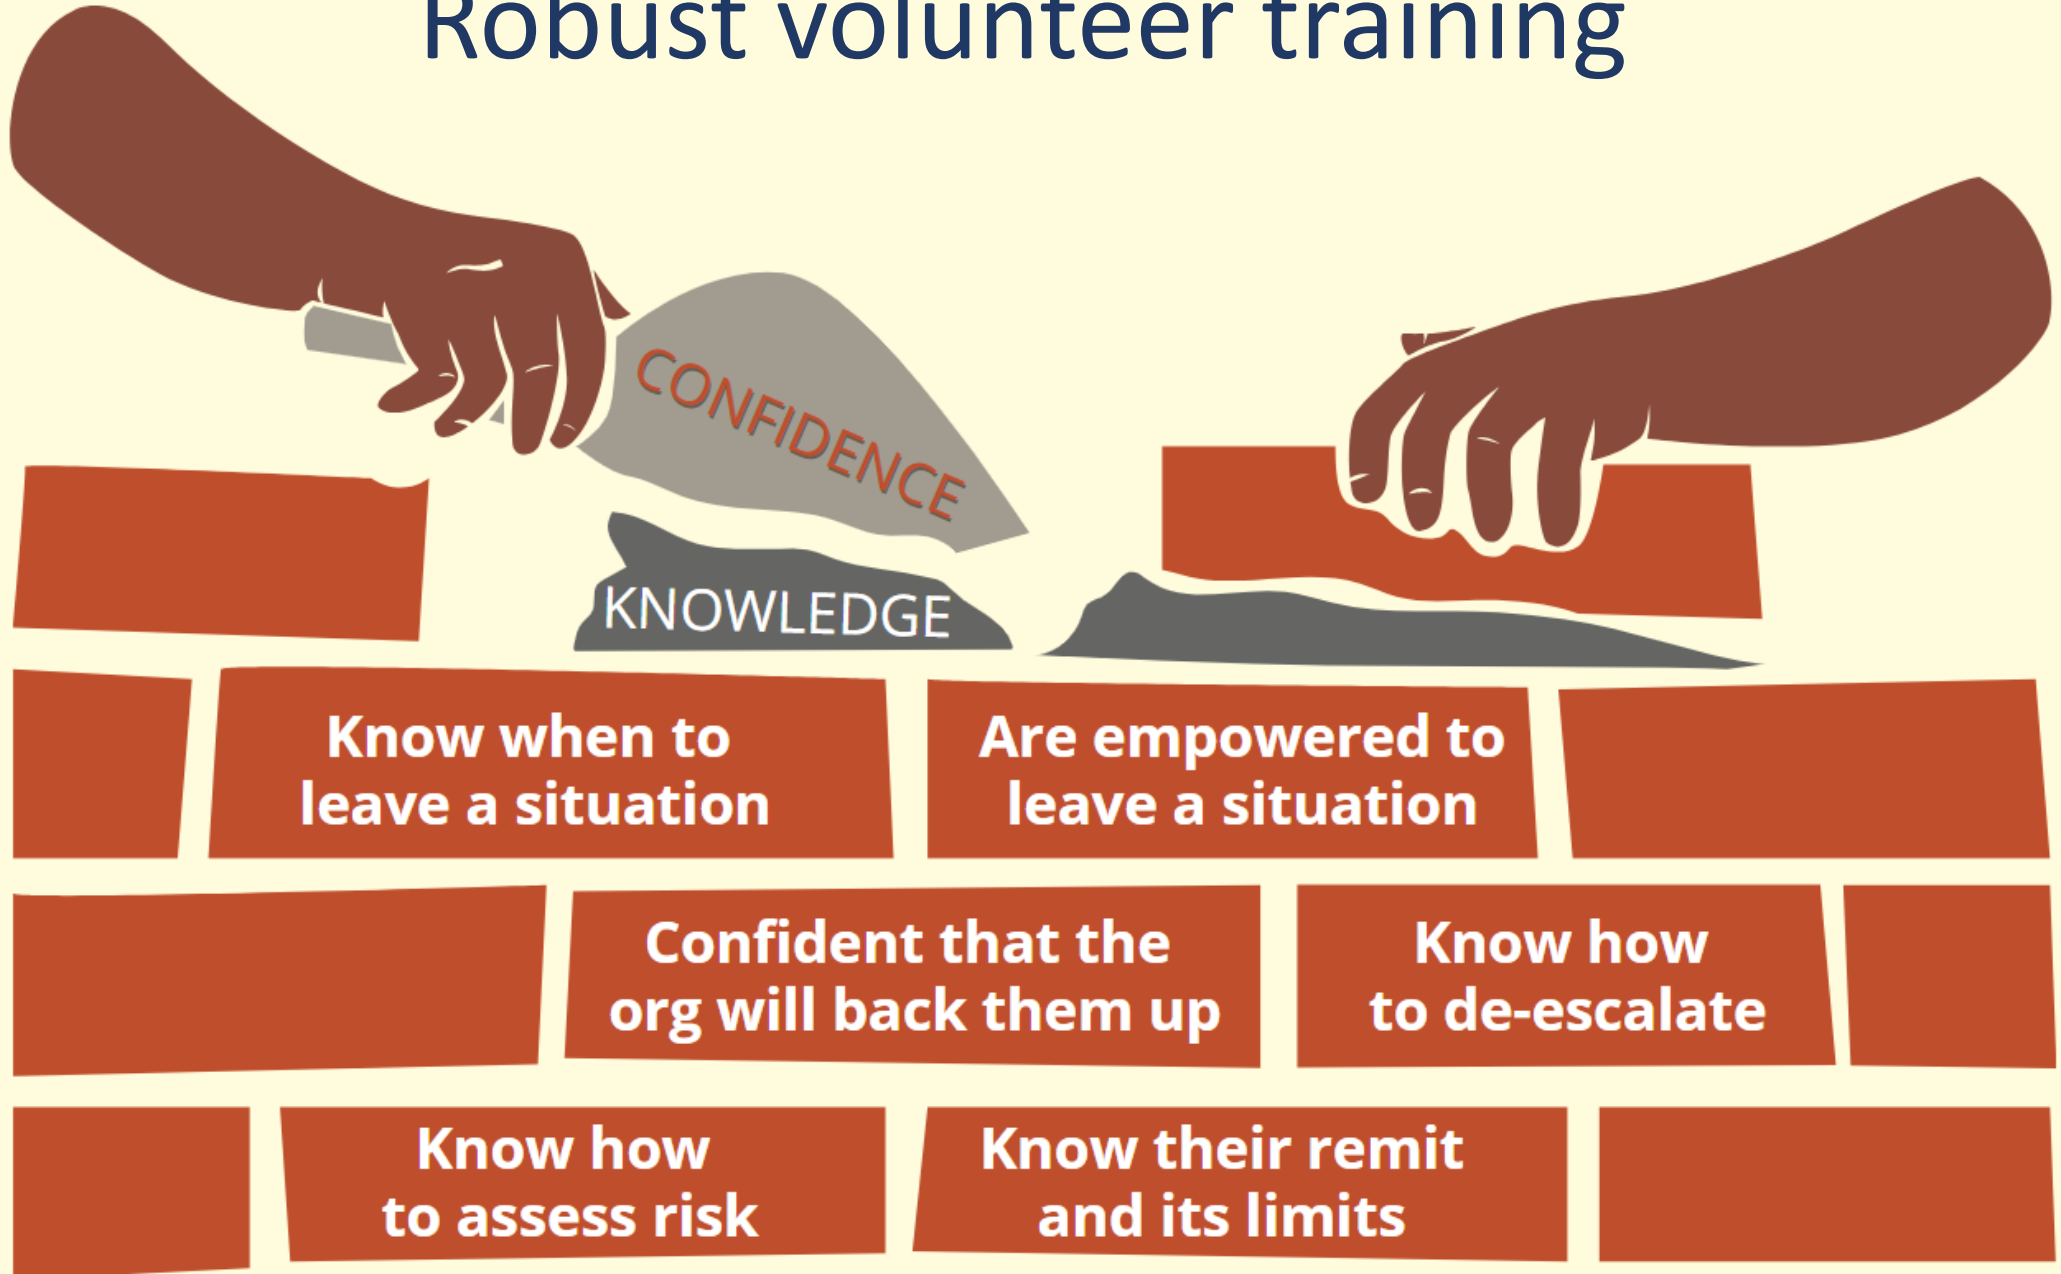 Robust volunteer training
CONFIDENCE
KNOWLEDGE
Know when to
leave a situation
Are empowered to
leave a situation
Confident that the
org will back them up
Know how
to de-escalate
Know how
to assess risk
Know their remit
and its limits